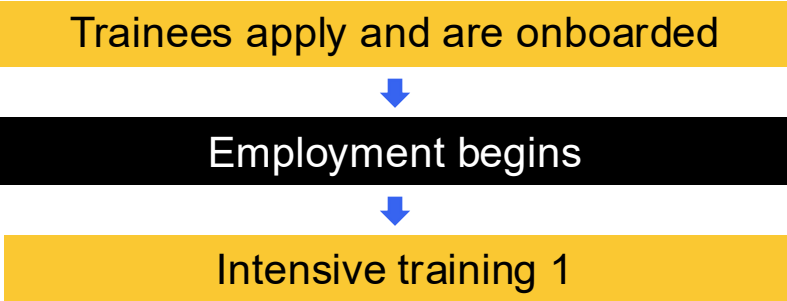 Trainees apply and are onboarded
Employment begins
Intensive training 1